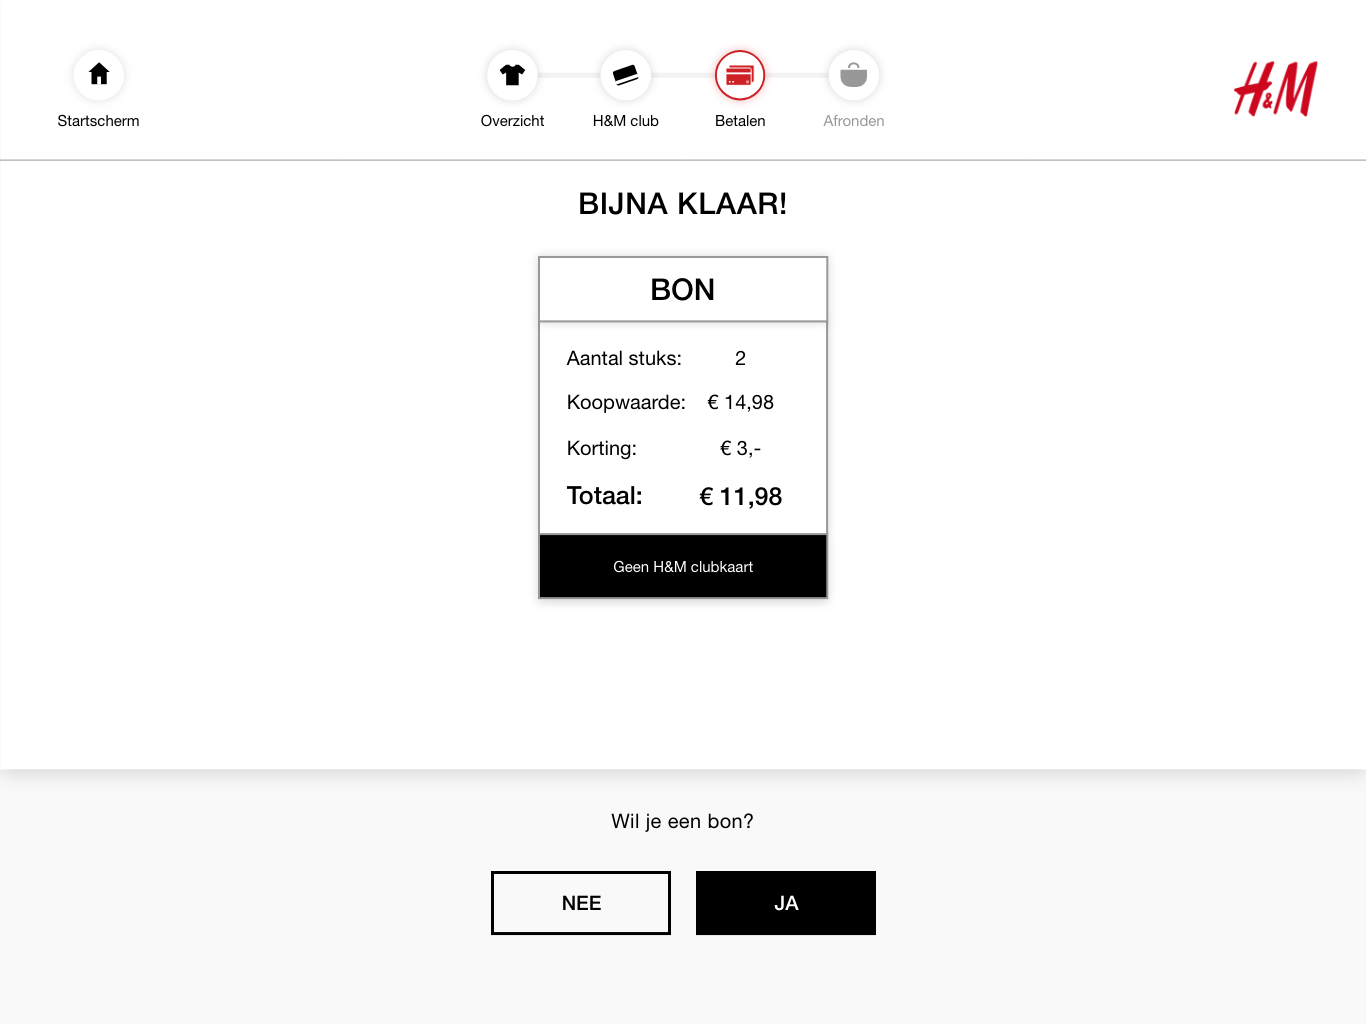 Startscherm
Overzicht
H&M club
Betalen
Afronden
H&M
BIJNA KLAAR!
BON
Aantal stuks: 2
Koopwaarde: € 14,98
Korting: € 3,-
Totaal: € 11,98
Geen H&M clubkaart
Wil je een bon?
NEE
JA